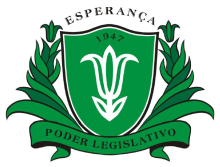 ESPERANÇA
1947
PODER LEGISLATIVO